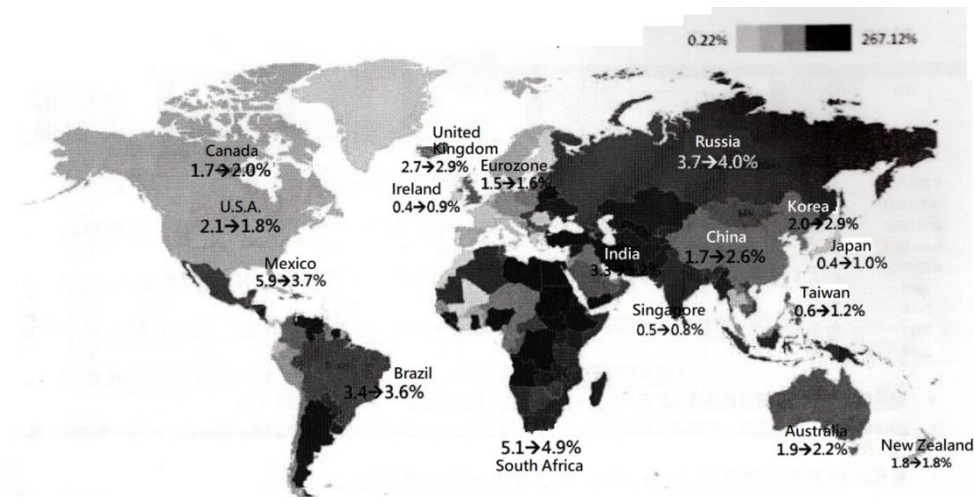 0.22% 267.12%
Canada
1.7→2.0%
U.S.A.
2.1→1.8%
Mexico
5.9→3.7%
Brazil
3.4→3.6%
United
Kingdom
2.7→2.9%
Ireland
0.4→0.9%
Eurozone
1.5→1.6%
Russia
3.7→4.0%
Korea
2.0→2.9%
China
1.7→2.6%
Japan
0.4→1.0%
India
Taiwan
0.6→1.2%
Singapore
0.5→0.8%
5.1→4.9%
South Africa
Australia
1.9→2.2%
New Zealand
1.8→1.8%